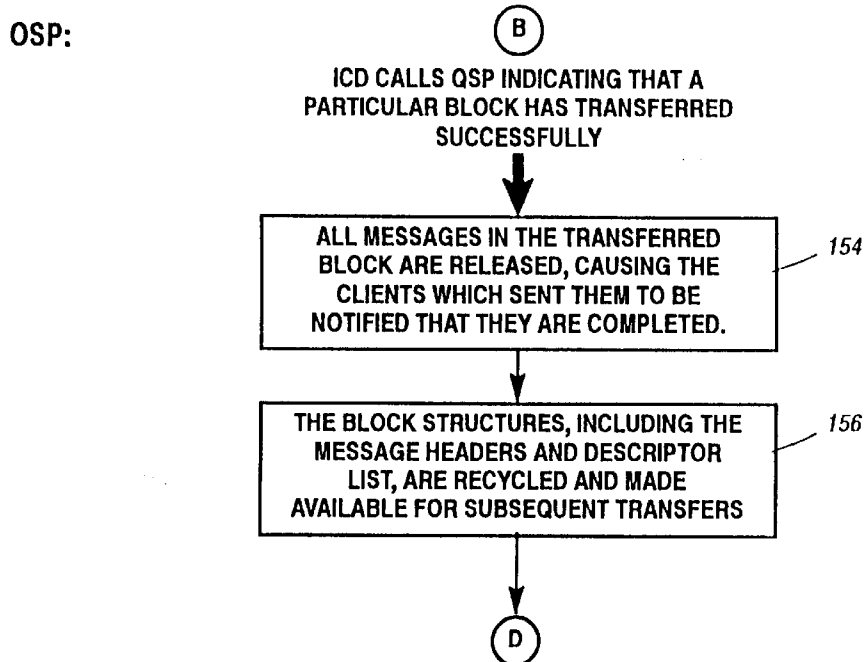 OSP:
B
ICD CALLS QSP INDICATING THAT A
PARTICULAR BLOCK HAS TRANSFERRED
SUCCESSFULLY
ALL MESSAGES IN THE TRANSFERRED
BLOCK ARE RELEASED, CAUSING THE
CLIENTS WHICH SENT THEM TO BE
NOTIFIED THAT THEY ARE COMPLETED.
154
THE BLOCK STRUCTURES, INCLUDING THE
MESSAGE HEADERS AND DESCRIPTOR
LIST, ARE RECYCLED AND MADE
AVAILABLE FOR SUBSEQUENT TRANSFERS
156
D